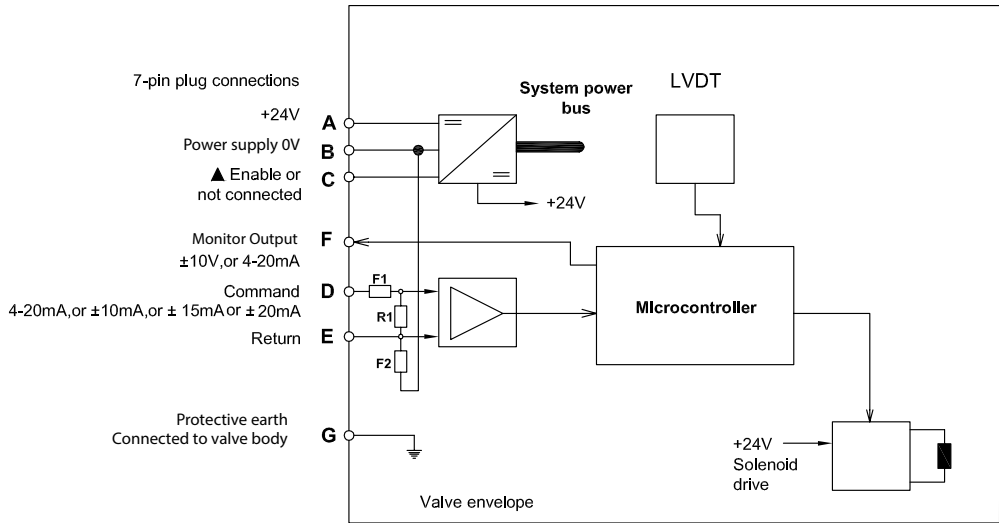 7-pin plug connections
+24V
A
Power supply 0V
B
▲ Enable or
not connected
C
Monitor Output
±10V,or 4-20mA
F
Command
4-20mA,or ±10mA,or ± 15mA or ± 20mA
D
Return
E
Protective earth
Connected to valve body
G
System power
bus
+24V
LVDT
F1
R1
F2
MIcrocontroller
+24V
Solenoid
drive
Valve envelope